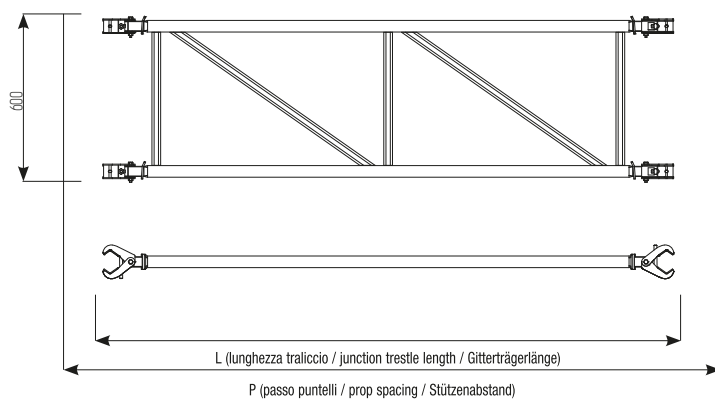 600
L (lunghezza traliccio / junction trestle length / Gitterträgerlänge)
P (passo puntelli / prop spacing / Stützenabstand)